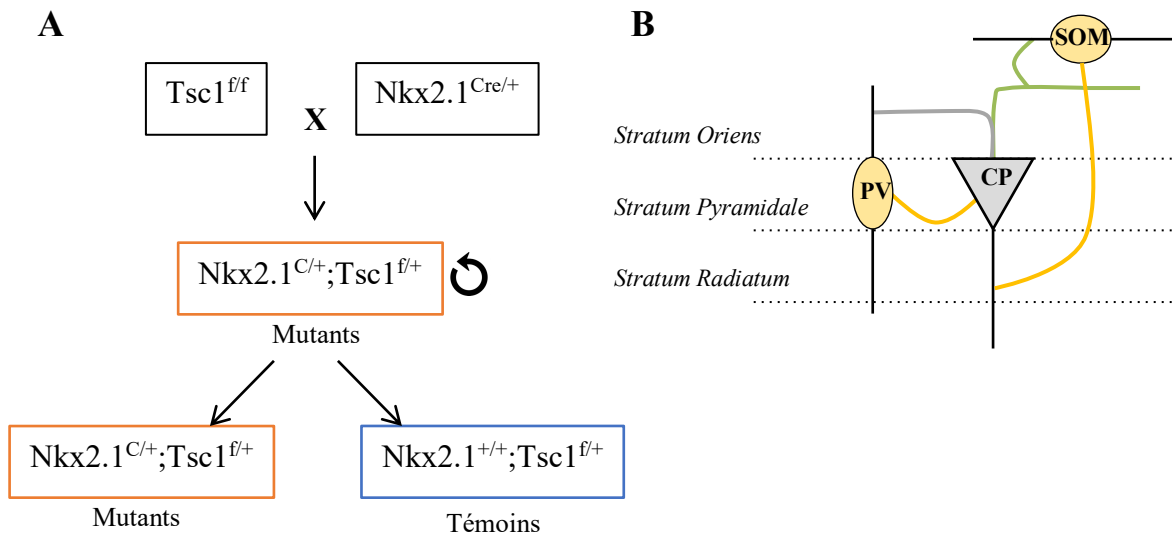 A
Tsc1f/f
X
Nkx2.1Cre/+
Nkx2.1C/+;Tsc1f/+
Mutants
Nkx2.1C/+;Tsc1f/+
Nkx2.1+/+;Tsc1f/+
Mutants
Témoins
B
SOM
Stratum Oriens
CP
PV
Stratum Pyramidale
Stratum Radiatum